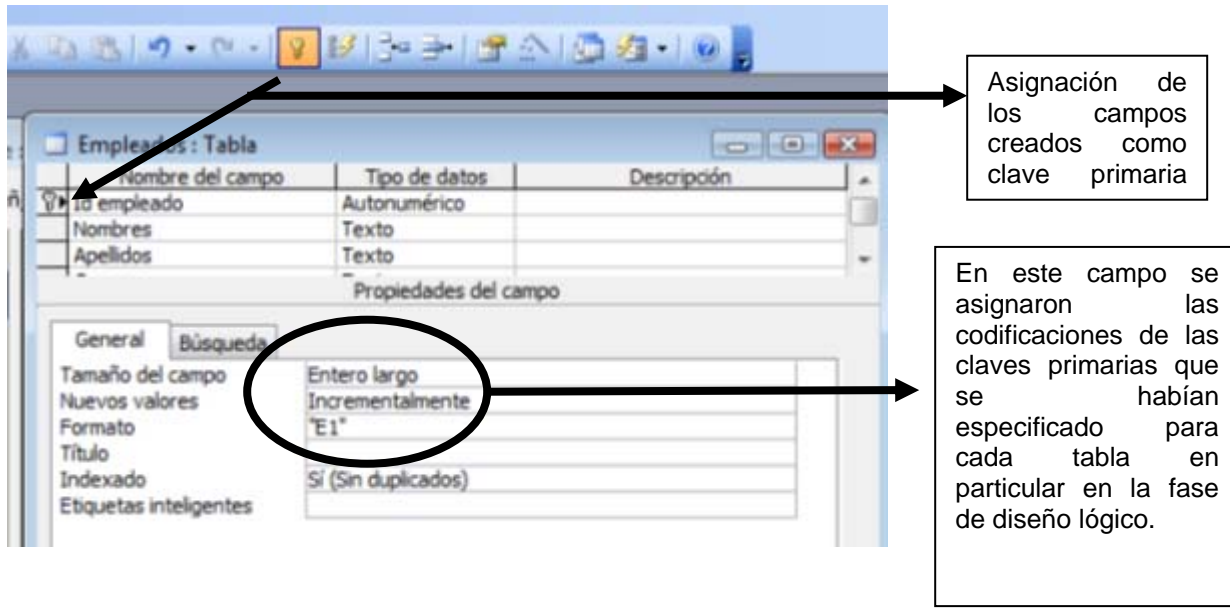 Empleados : Tabla
Nombre del campo Tipo de datos Descripción
Id empleado Autonumérico
Nombres Texto
Apellidos Texto
Propiedades del campo
General Búsqueda
Tamaño del campo Entero largo
Nuevos valores Incrementalmente
Formato "E1"
Título
Indexado Sí (Sin duplicados)
Etiquetas inteligentes
Asignación de
los campos
creados como
clave primaria
En este campo se
asignaron las
codificaciones de las
claves primarias que
se habían
especificado para
cada tabla en
particular en la fase
de diseño lógico.